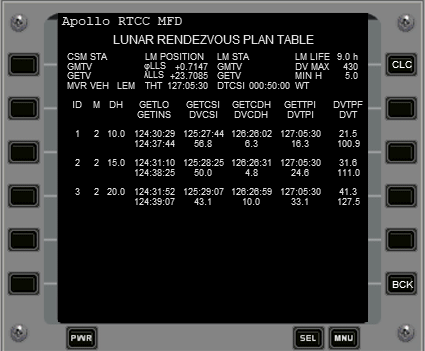 Apollo RTCC MFD
LUNAR RENDEZVOUS PLAN TABLE
CSM STA LM POSITION LM STA LM LIFE 9.0 h
GMTV φLLS +0.7147 GMTV DV MAX 430
GETV λLLS +23.7085 GETV MIN H 5.0
MVR VEH LEM THT 127:05:30 DTCSI 000:50:00 WT
CLC
ID M DH GETLO GETCSI GETCDH GETTPI DVTPF
GETINS DVCSI DVCDH DVTPI DVT
1 2 10.0 124:30:29 125:27:44 126:26:02 127:05:30 21.5
124:37:44 56.8 6.3 16.3 100.9
2 2 15.0 124:31:10 125:28:25 126:26:31 127:05:30 31.6
124:38:25 50.0 4.8 24.6 111.0
3 2 20.0 124:31:52 125:29:07 126:26:59 127:05:30 41.3
124:39:07 43.1 10.0 33.1 127.5
BCK
PWR SEL MNU